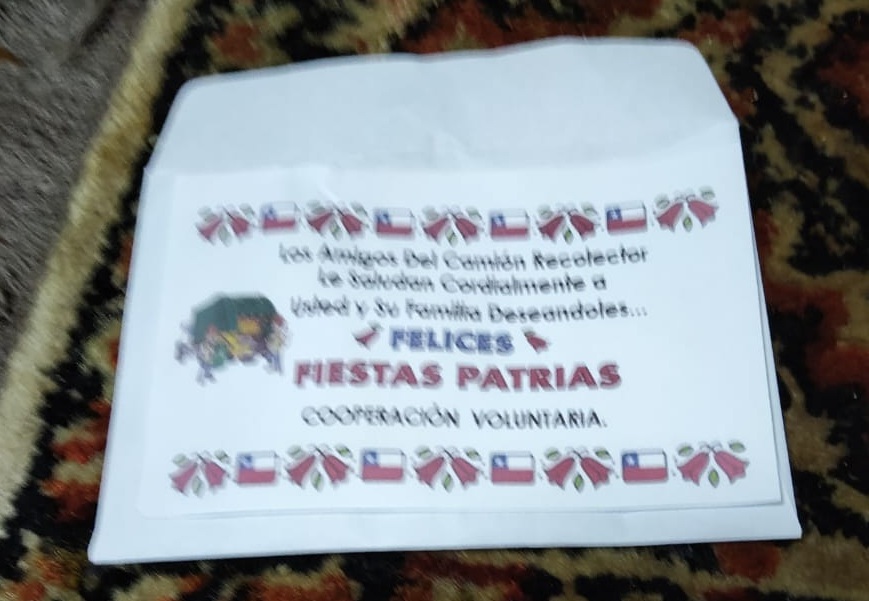 Los Amigos Del Camión Recolector
Le Saludan Cordialmente a
Usted y Su Familia Deseandoles...
FELICES
FIESTAS PATRIAS
COOPERACIÓN VOLUNTARIA.